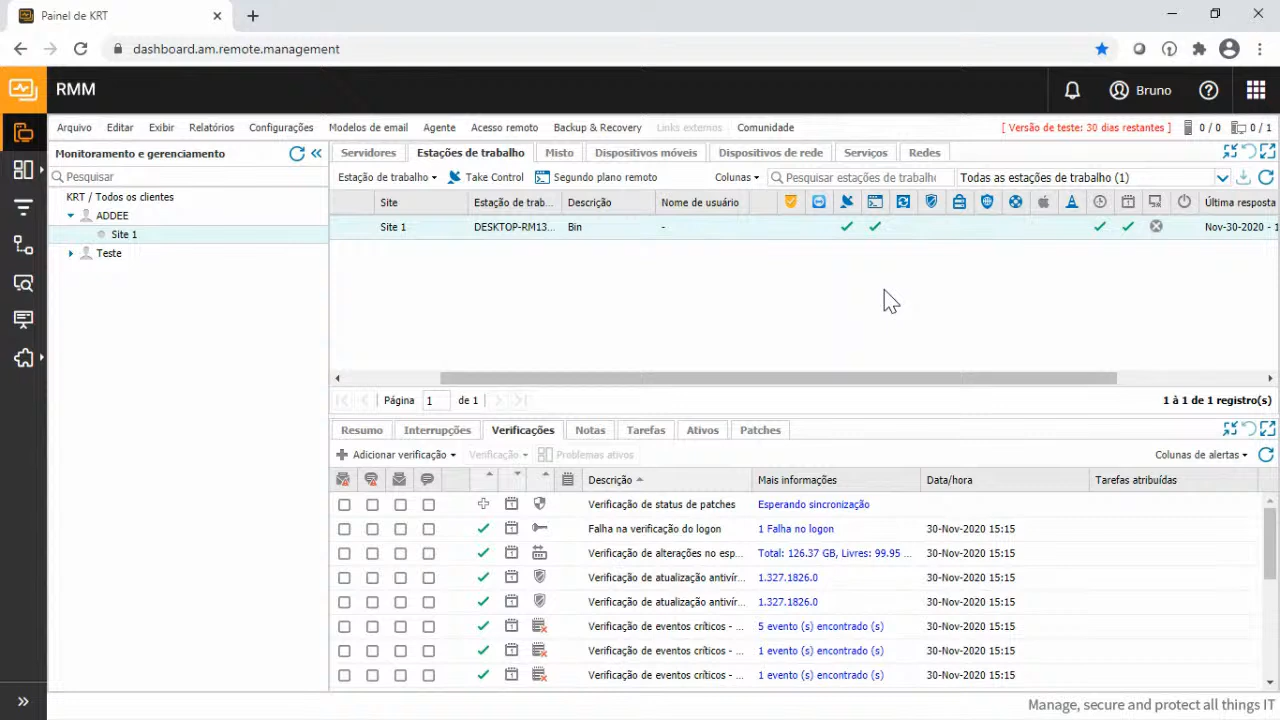 Painel de KRT
dashboard.am.remote.management
RMM
Bruno
Arquivo Editar Exibir Relatórios Configurações Modelos de email Agente Acesso remoto Backup & Recovery Links externos Comunidade [ Versão de teste: 30 dias restantes ] 0 / 0 0 / 1
Monitoramento e gerenciamento
Pesquisar
KRT / Todos os clientes
ADDEE
Site 1
Teste
Servidores Estações de trabalho Misto Dispositivos móveis Dispositivos de rede Serviços Redes
Estação de trabalho Take Control Segundo plano remoto Colunas Pesquisar estações de trabalho Todas as estações de trabalho (1)
Site Estação de trab... Descrição Nome de usuário Última resposta
Site 1 DESKTOP-RM13... Bin - Nov-30-2020 - 1
Página 1 de 1 1 à 1 de 1 registro(s)
Resumo Interrupções Verificações Notas Tarefas Ativos Patches
Adicionar verificação Verificação Problemas ativos Colunas de alertas
Descrição Mais informações Data/hora Tarefas atribuídas
Verificação de status de patches Esperando sincronização
Falha na verificação do logon 1 Falha no logon 30-Nov-2020 15:15
Verificação de alterações no esp... Total: 126.37 GB, Livres: 99.95 ... 30-Nov-2020 15:15
Verificação de atualização antivír... 1.327.1826.0 30-Nov-2020 15:15
Verificação de atualização antivír... 1.327.1826.0 30-Nov-2020 15:15
Verificação de eventos críticos - ... 5 evento (s) encontrado (s) 30-Nov-2020 15:15
Verificação de eventos críticos - ... 1 evento (s) encontrado (s) 30-Nov-2020 15:15
Verificação de eventos críticos - ... 1 evento (s) encontrado (s) 30-Nov-2020 15:15
Manage, secure and protect all things IT